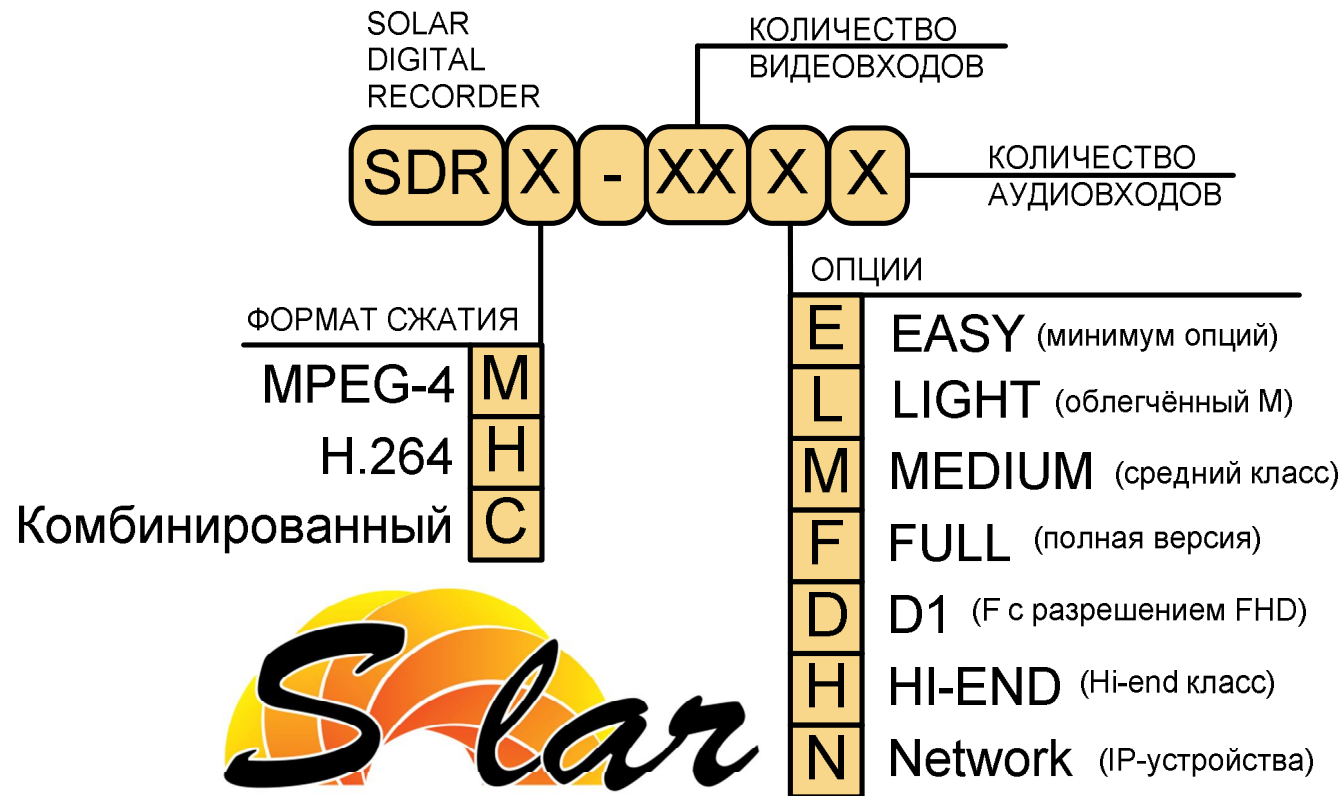 SOLAR
DIGITAL
RECORDER
КОЛИЧЕСТВО
ВИДЕОВХОДОВ
SDR X - XX X X
КОЛИЧЕСТВО
АУДИОВХОДОВ
ОПЦИИ
ФОРМАТ СЖАТИЯ
MPEG-4 M
H.264 H
Комбинированный C
E EASY (минимум опций)
L LIGHT (облегчённый М)
M MEDIUM (средний класс)
F FULL (полная версия)
D D1 (F с разрешением FHD)
H HI-END (Hi-end класс)
N Network (IP-устройства)
Solar